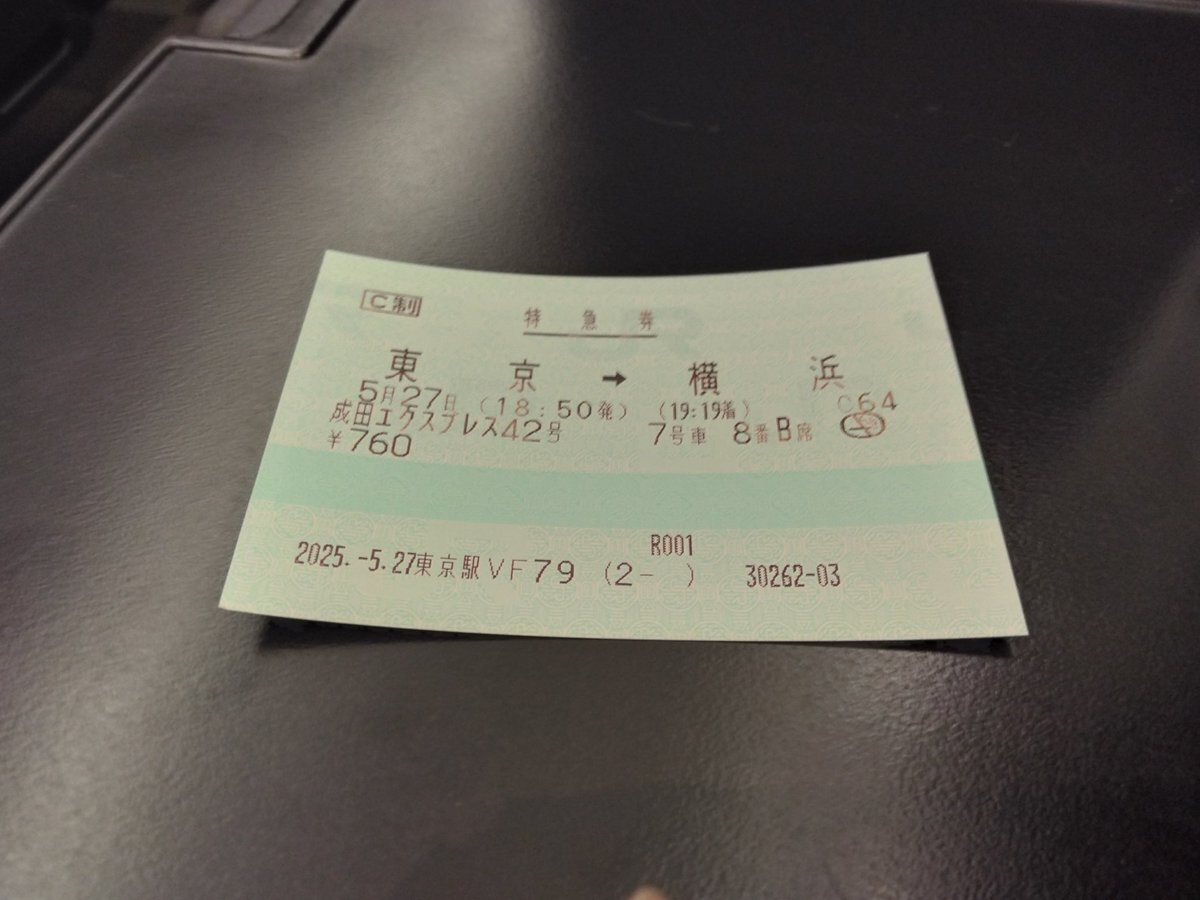 C制
特急券
東京 → 横浜
5月27日 (18:50発) (19:19着) C64
成田エクスプレス42号 7号車 8番B席
¥760
R001
2025.-5.27東京駅VF79 (2- ) 30262-03